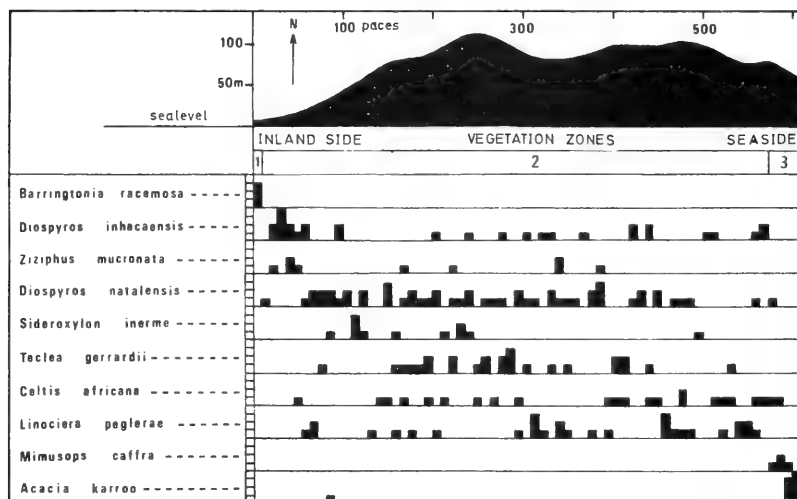 N
100 paces 300 500
100
50m
sealevel
INLAND SIDE VEGETATION ZONES SEASIDE
1 2 3
Barringtonia racemosa
Diospyros inhacaensis
Ziziphus mucronata
Diospyros natalensis
Sideroxylon inerme
Teclea gerrardii
Celtis africana
Linociera peglerae
Mimusops caffra
Acacia karroo